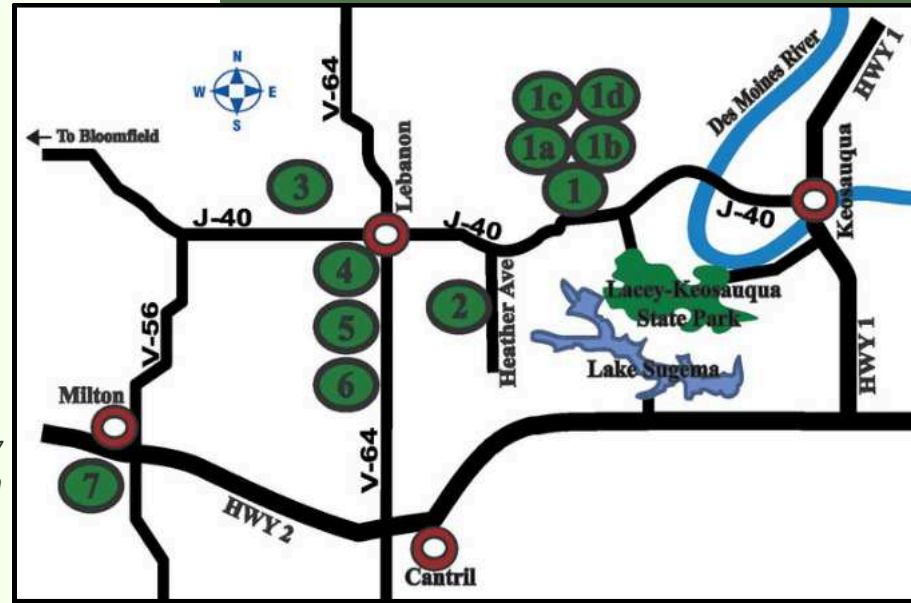 N
W E
S
V-64
Des Moines River
HWY 1
1c 1d
1a 1b
1
← To Bloomfield
3
Lebanon
J-40
J-40
J-40
Keosauqua
4
2
Heather Ave
Lacey-Keosauqua
State Park
V-56
5
Lake Sugema
HWY 1
Milton
6
V-64
7
HWY 2
Cantril